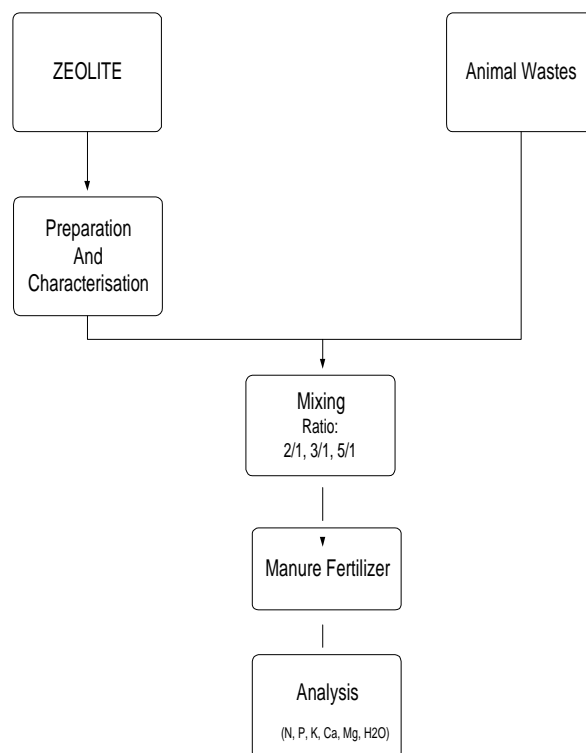 ZEOLITE
Animal Wastes
Preparation
And
Characterisation
Mixing
Ratio:
2/1, 3/1, 5/1
Manure Fertilizer
Analysis
(N, P, K, Ca, Mg, H2O)